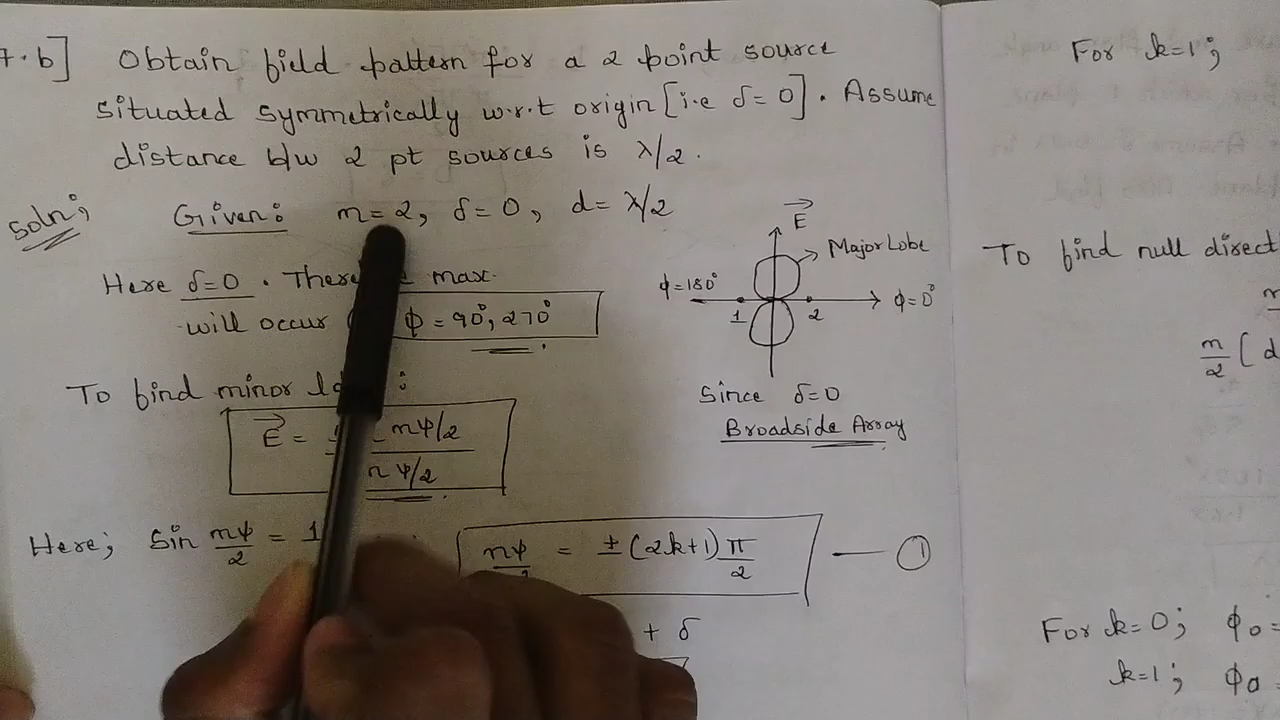 7.b] Obtain field pattern for a 2 point source
situated symmetrically w.r.t origin [i.e δ=0]. Assume
distance b/w 2 pt sources is λ/2.
Soln; Given: n=2, δ=0, d=λ/2
Here δ=0. max.
will occur φ=90°, 270°
E
Major Lobe
φ=180° φ=0°
1 2
Since δ=0
Broadside Array
To find minor :
E = nψ/2
nψ/2
Here; Sin nψ/2 = 1 nψ = ±(2k+1)π/2 — ①
+ δ
For k=1;
To find null
n/2 (d
For k=0; φ0=
k=1; φ0=